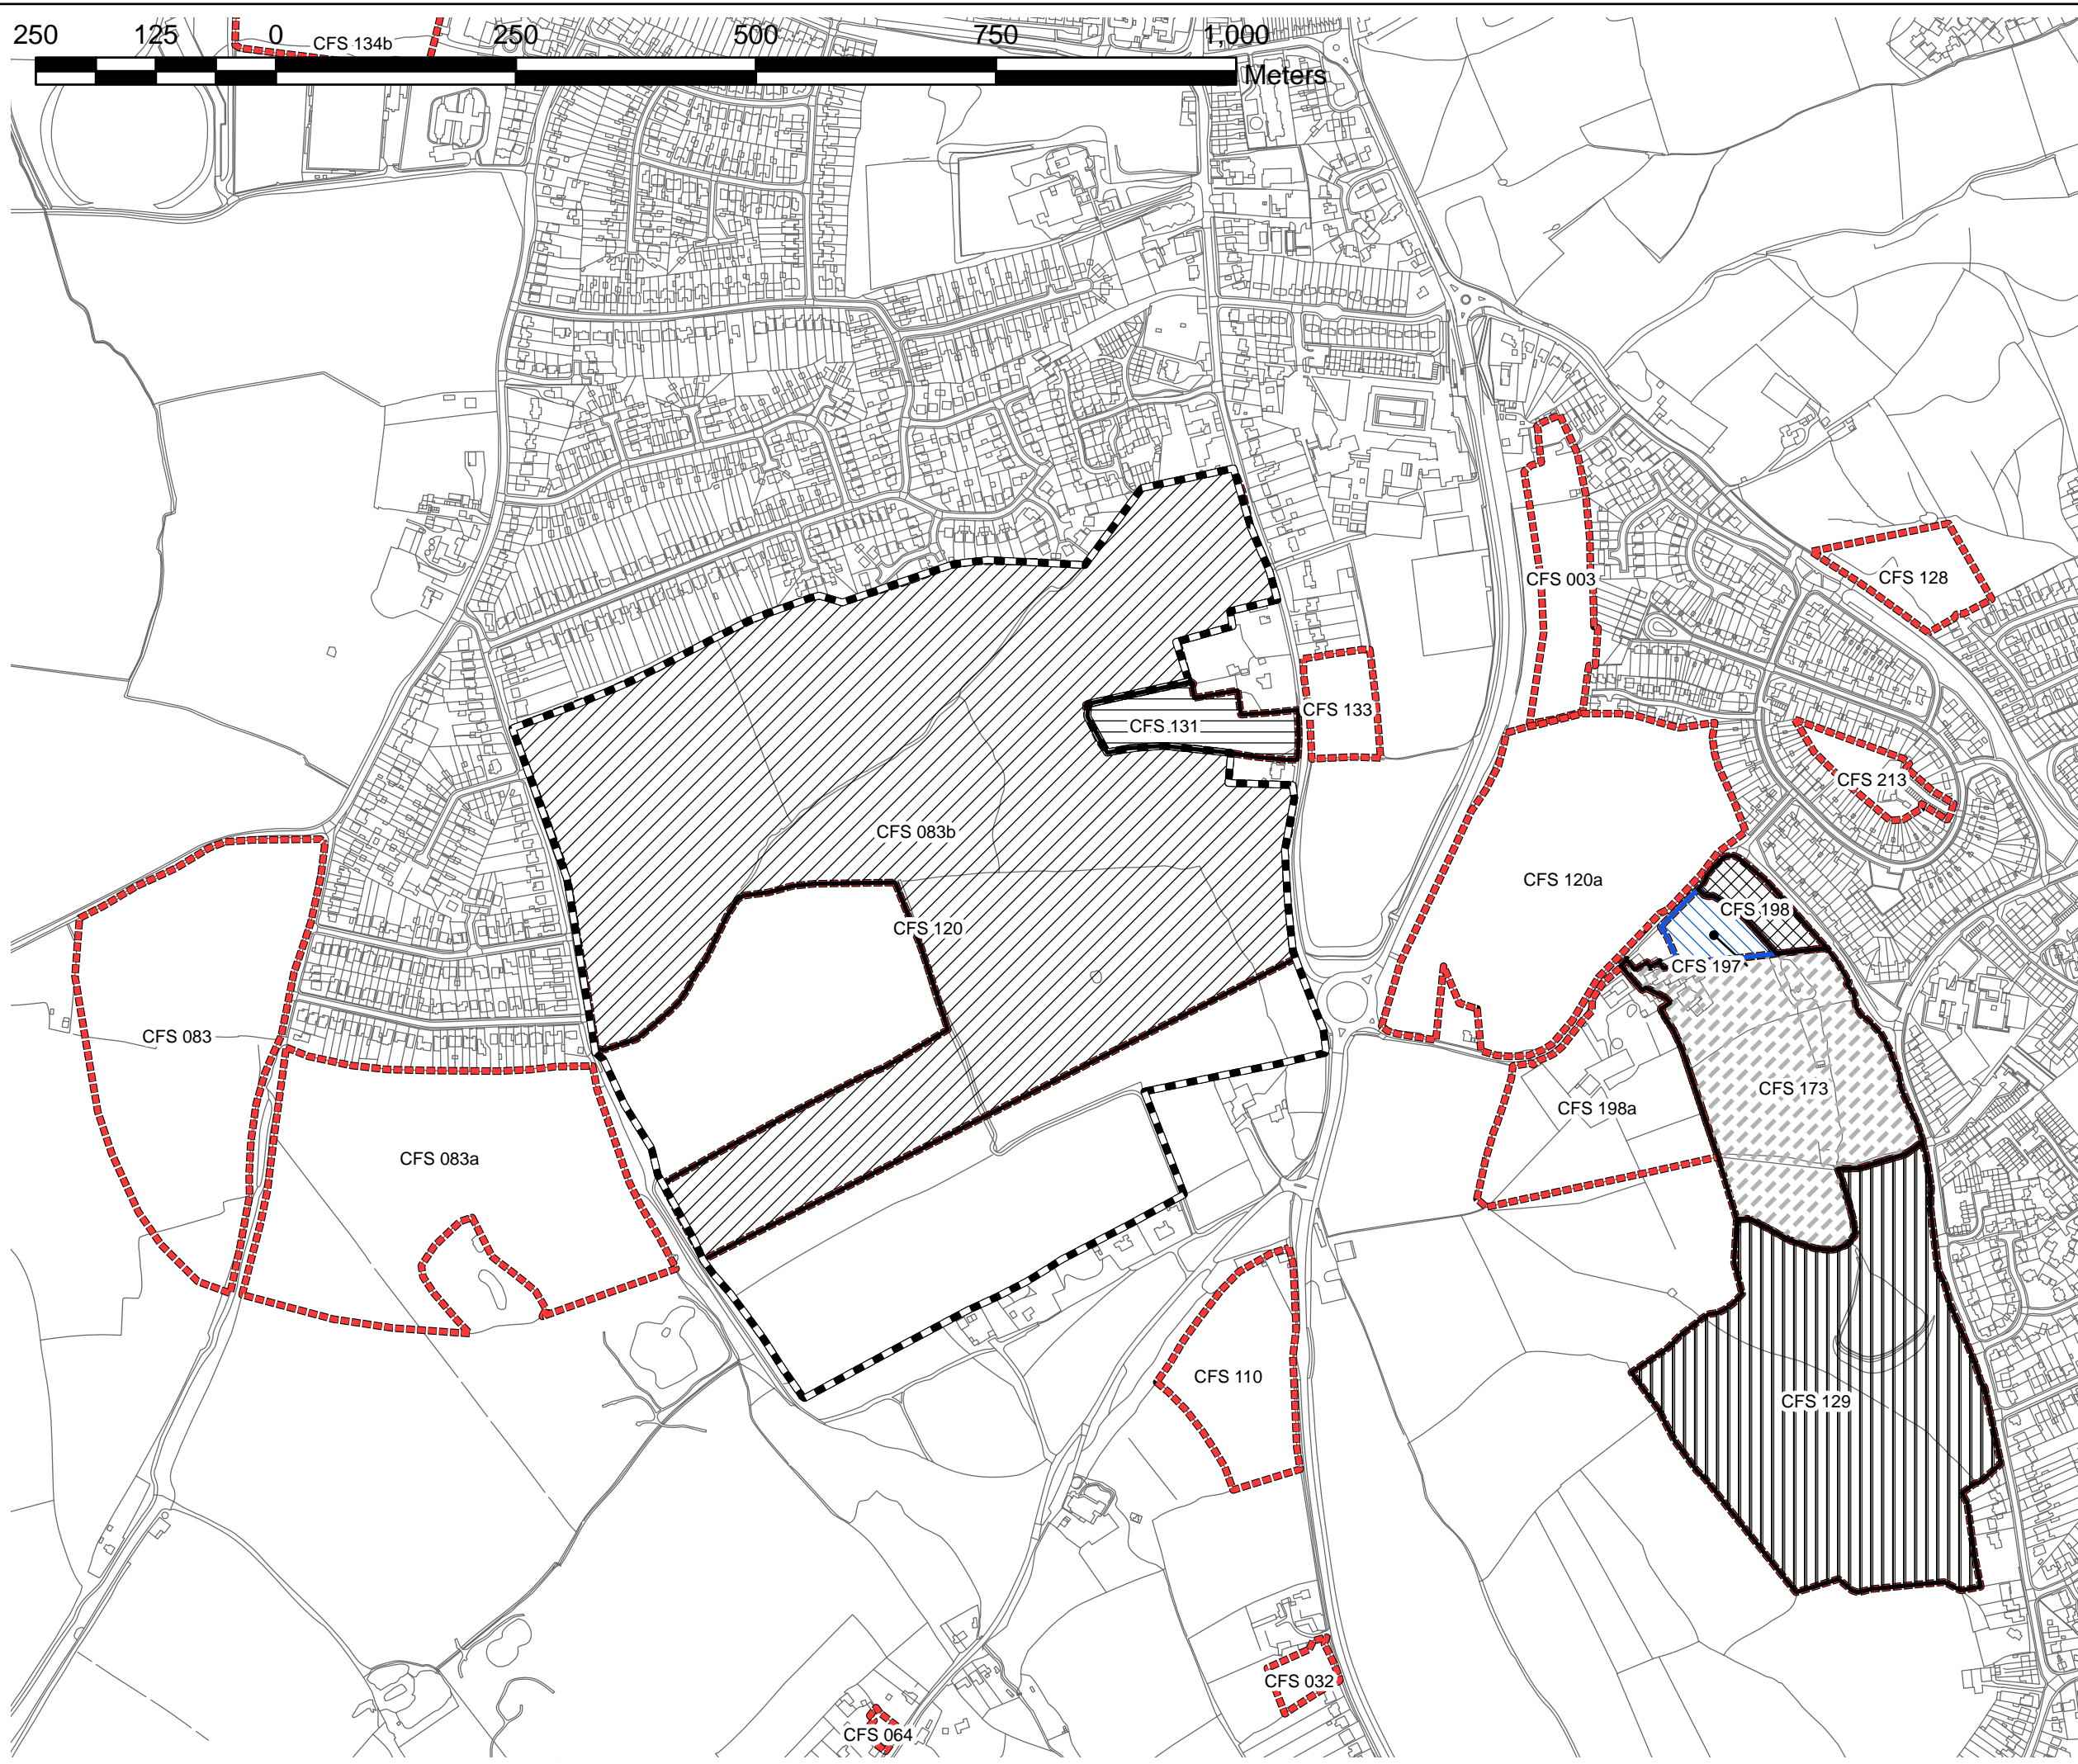 250 125 0 250 500 750 1,000
Meters
CFS 134b
CFS 003
CFS 128
CFS 133
CFS 131
CFS 213
CFS 083b
CFS 120a
CFS 198
CFS 120
CFS 197
CFS 083
CFS 173
CFS 198a
CFS 083a
CFS 110
CFS 129
CFS 032
CFS 064